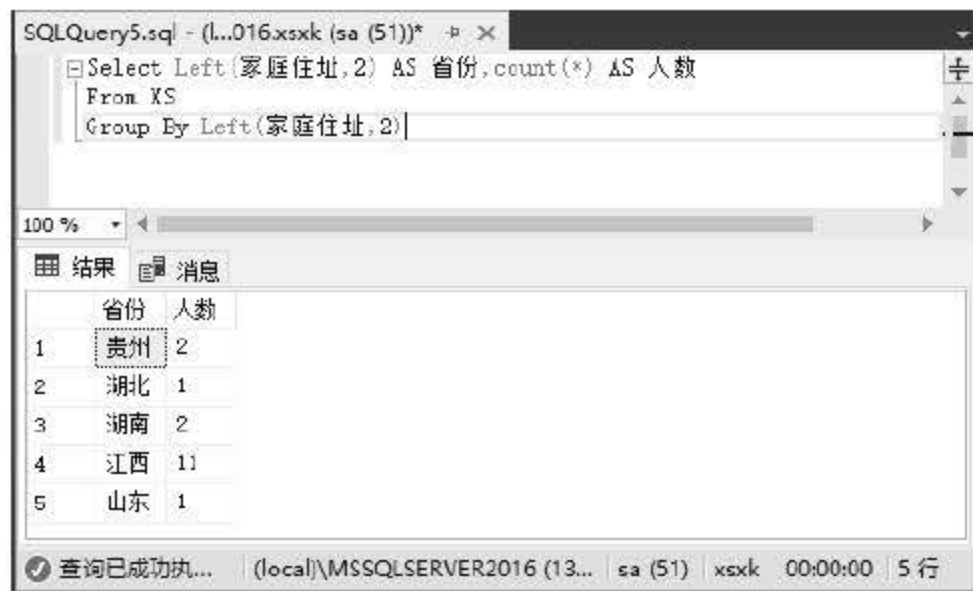 SQLQuery5.sql - (l...016.xsxk (sa (51))*
Select Left(家庭住址,2) AS 省份,count(*) AS 人数
From XS
Group By Left(家庭住址,2)
100 %
结果 消息
省份 人数
1 贵州 2
2 湖北 1
3 湖南 2
4 江西 11
5 山东 1
查询已成功执... (local)\MSSQLSERVER2016 (13... sa (51) xsxk 00:00:00 5 行